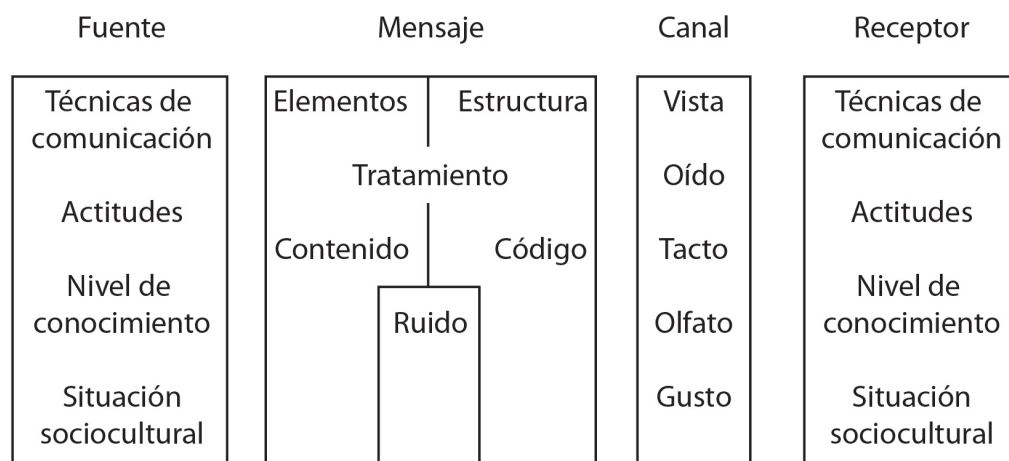 Fuente
Mensaje
Canal
Receptor
Técnicas de
comunicación
Actitudes
Nivel de
conocimiento
Situación
sociocultural
Elementos
Estructura
Tratamiento
Contenido
Código
Ruido
Vista
Oído
Tacto
Olfato
Gusto
Técnicas de
comunicación
Actitudes
Nivel de
conocimiento
Situación
sociocultural